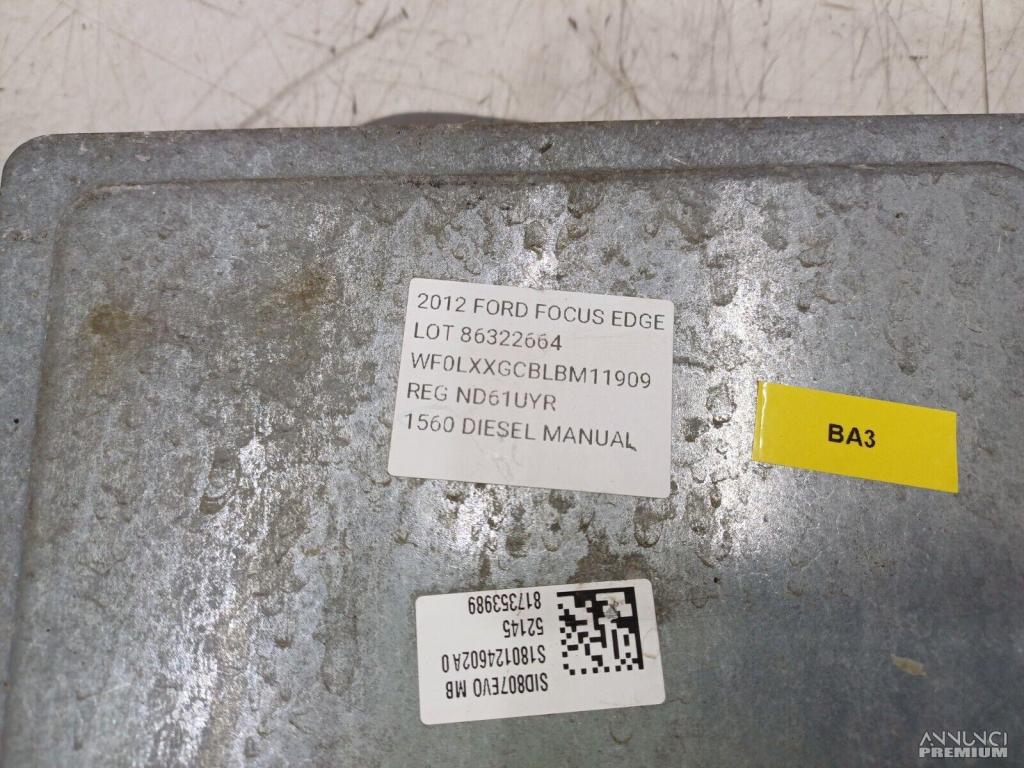 2012 FORD FOCUS EDGE
LOT 86322664
WF0LXXGCBLBM11909
REG ND61UYR
1560 DIESEL MANUAL
BA3
SID807EVO MB
S180124602A0
52145
817353989
ANNUNCI
PREMIUM